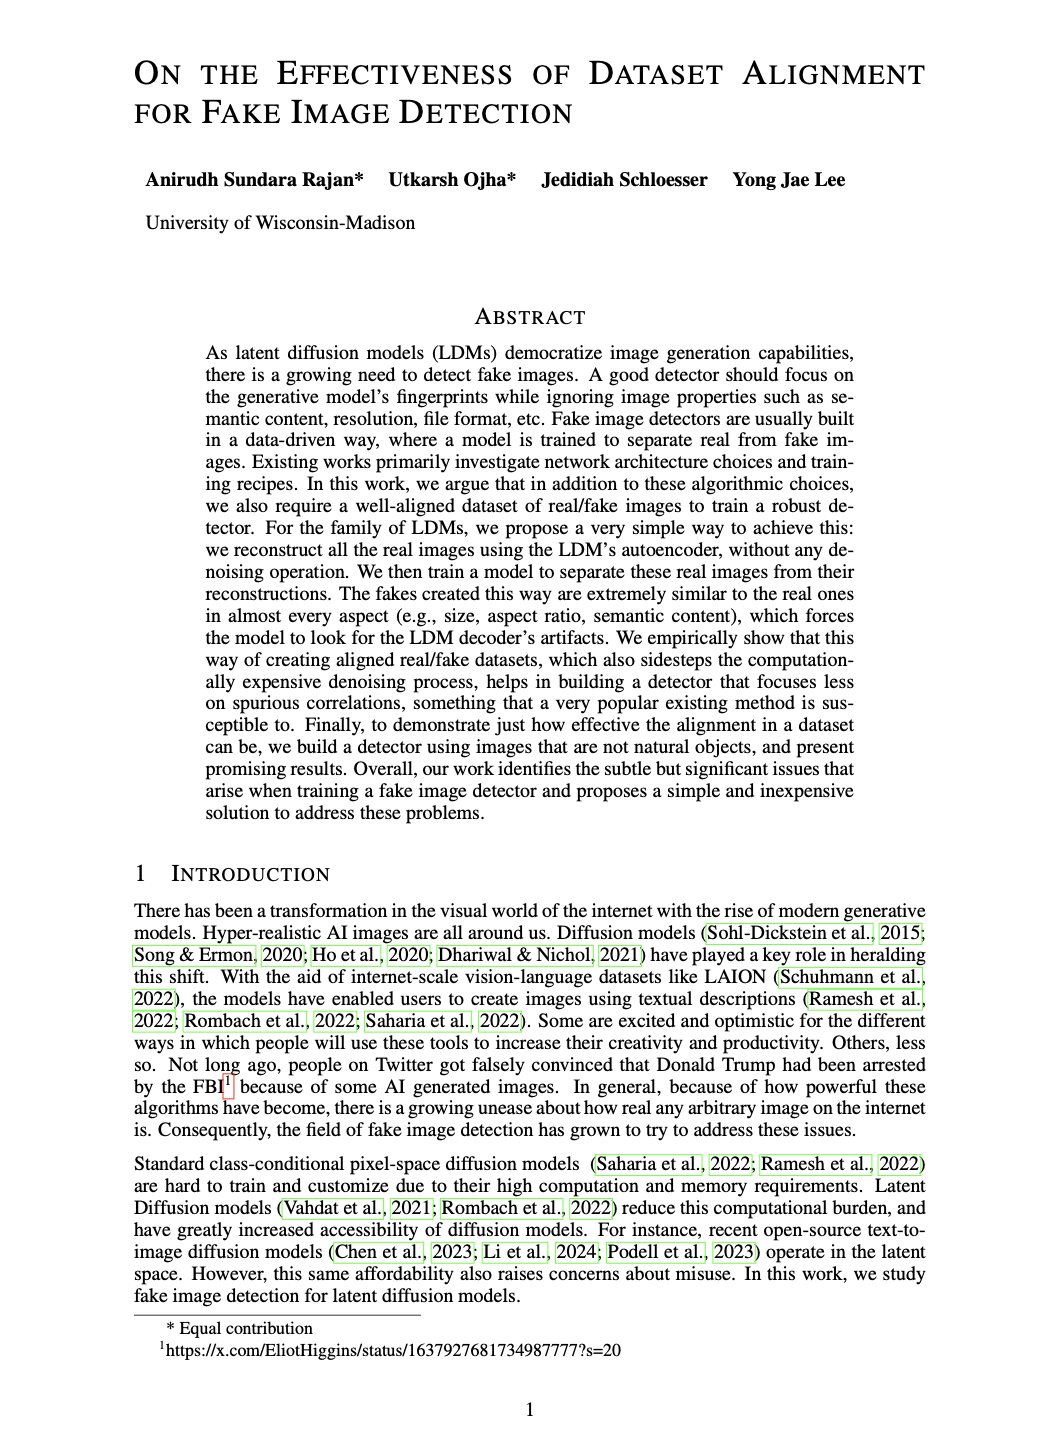 ON THE EFFECTIVENESS OF DATASET ALIGNMENT
FOR FAKE IMAGE DETECTION
Anirudh Sundara Rajan* Utkarsh Ojha* Jedidiah Schloesser Yong Jae Lee
University of Wisconsin-Madison
ABSTRACT
As latent diffusion models (LDMs) democratize image generation capabilities,
there is a growing need to detect fake images. A good detector should focus on
the generative model's fingerprints while ignoring image properties such as se-
mantic content, resolution, file format, etc. Fake image detectors are usually built
in a data-driven way, where a model is trained to separate real from fake im-
ages. Existing works primarily investigate network architecture choices and train-
ing recipes. In this work, we argue that in addition to these algorithmic choices,
we also require a well-aligned dataset of real/fake images to train a robust de-
tector. For the family of LDMs, we propose a very simple way to achieve this:
we reconstruct all the real images using the LDM's autoencoder, without any de-
noising operation. We then train a model to separate these real images from their
reconstructions. The fakes created this way are extremely similar to the real ones
in almost every aspect (e.g., size, aspect ratio, semantic content), which forces
the model to look for the LDM decoder's artifacts. We empirically show that this
way of creating aligned real/fake datasets, which also sidesteps the computation-
ally expensive denoising process, helps in building a detector that focuses less
on spurious correlations, something that a very popular existing method is sus-
ceptible to. Finally, to demonstrate just how effective the alignment in a dataset
can be, we build a detector using images that are not natural objects, and present
promising results. Overall, our work identifies the subtle but significant issues that
arise when training a fake image detector and proposes a simple and inexpensive
solution to address these problems.
1 INTRODUCTION
There has been a transformation in the visual world of the internet with the rise of modern generative
models. Hyper-realistic AI images are all around us. Diffusion models (Sohl-Dickstein et al., 2015;
Song & Ermon, 2020; Ho et al., 2020; Dhariwal & Nichol, 2021) have played a key role in heralding
this shift. With the aid of internet-scale vision-language datasets like LAION (Schuhmann et al.,
2022), the models have enabled users to create images using textual descriptions (Ramesh et al.,
2022; Rombach et al., 2022; Saharia et al., 2022). Some are excited and optimistic for the different
ways in which people will use these tools to increase their creativity and productivity. Others, less
so. Not long ago, people on Twitter got falsely convinced that Donald Trump had been arrested
by the FBI¹ because of some AI generated images. In general, because of how powerful these
algorithms have become, there is a growing unease about how real any arbitrary image on the internet
is. Consequently, the field of fake image detection has grown to try to address these issues.
Standard class-conditional pixel-space diffusion models (Saharia et al., 2022; Ramesh et al., 2022)
are hard to train and customize due to their high computation and memory requirements. Latent
Diffusion models (Vahdat et al., 2021; Rombach et al., 2022) reduce this computational burden, and
have greatly increased accessibility of diffusion models. For instance, recent open-source text-to-
image diffusion models (Chen et al., 2023; Li et al., 2024; Podell et al., 2023) operate in the latent
space. However, this same affordability also raises concerns about misuse. In this work, we study
fake image detection for latent diffusion models.
* Equal contribution
¹https://x.com/EliotHiggins/status/1637927681734987777?s=20
1